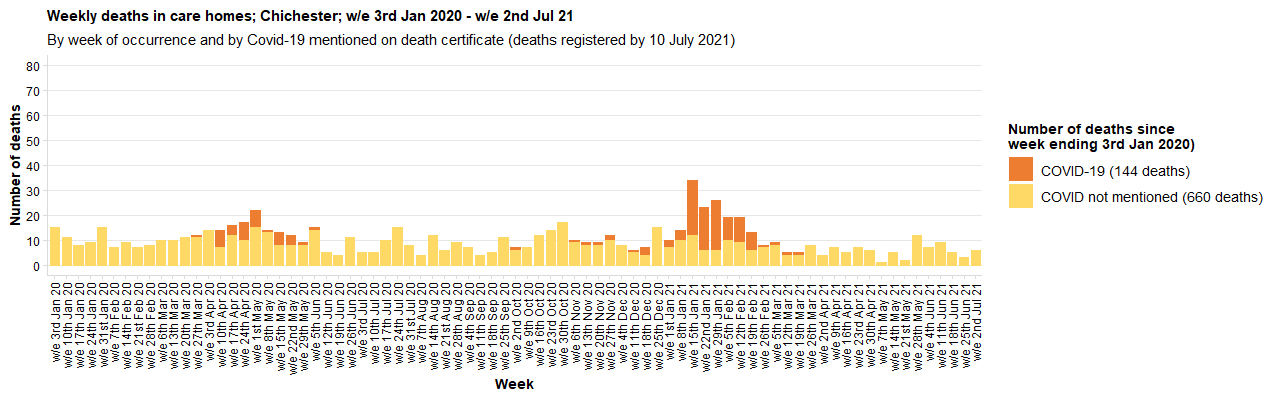 Weekly deaths in care homes; Chichester; w/e 3rd Jan 2020 - w/e 2nd Jul 21
By week of occurrence and by Covid-19 mentioned on death certificate (deaths registered by 10 July 2021)
Number of deaths
80
70
60
50
40
30
20
10
0
w/e 3rd Jan 20
w/e 10th Jan 20
w/e 17th Jan 20
w/e 24th Jan 20
w/e 31st Jan 20
w/e 7th Feb 20
w/e 14th Feb 20
w/e 21st Feb 20
w/e 28th Feb 20
w/e 6th Mar 20
w/e 13th Mar 20
w/e 20th Mar 20
w/e 27th Mar 20
w/e 3rd Apr 20
w/e 10th Apr 20
w/e 17th Apr 20
w/e 24th Apr 20
w/e 1st May 20
w/e 8th May 20
w/e 15th May 20
w/e 22nd May 20
w/e 29th May 20
w/e 5th Jun 20
w/e 12th Jun 20
w/e 19th Jun 20
w/e 26th Jun 20
w/e 3rd Jul 20
w/e 10th Jul 20
w/e 17th Jul 20
w/e 24th Jul 20
w/e 31st Jul 20
w/e 7th Aug 20
w/e 14th Aug 20
w/e 21st Aug 20
w/e 28th Aug 20
w/e 4th Sep 20
w/e 11th Sep 20
w/e 18th Sep 20
w/e 25th Sep 20
w/e 2nd Oct 20
w/e 9th Oct 20
w/e 16th Oct 20
w/e 23rd Oct 20
w/e 30th Oct 20
w/e 6th Nov 20
w/e 13th Nov 20
w/e 20th Nov 20
w/e 27th Nov 20
w/e 4th Dec 20
w/e 11th Dec 20
w/e 18th Dec 20
w/e 25th Dec 20
w/e 1st Jan 21
w/e 8th Jan 21
w/e 15th Jan 21
w/e 22nd Jan 21
w/e 29th Jan 21
w/e 5th Feb 21
w/e 12th Feb 21
w/e 19th Feb 21
w/e 26th Feb 21
w/e 5th Mar 21
w/e 12th Mar 21
w/e 19th Mar 21
w/e 26th Mar 21
w/e 2nd Apr 21
w/e 9th Apr 21
w/e 16th Apr 21
w/e 23rd Apr 21
w/e 30th Apr 21
w/e 7th May 21
w/e 14th May 21
w/e 21st May 21
w/e 28th May 21
w/e 4th Jun 21
w/e 11th Jun 21
w/e 18th Jun 21
w/e 25th Jun 21
w/e 2nd Jul 21
Week
Number of deaths since
week ending 3rd Jan 2020)
COVID-19 (144 deaths)
COVID not mentioned (660 deaths)